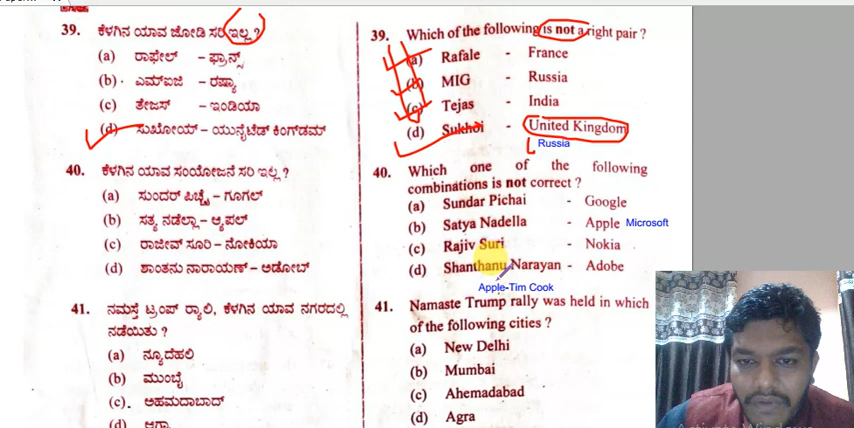 39. ಕೆಳಗಿನ ಯಾವ ಜೋಡಿ ಸರಿ ಇಲ್ಲ ?
(a) ರಾಫೇಲ್ – ಫ್ರಾನ್ಸ್
(b) ಎಮ್‌ಐಜಿ – ರಷ್ಯಾ
(c) ತೇಜಸ್ – ಇಂಡಿಯಾ
(d) ಸುಖೋಯ್ – ಯುನೈಟೆಡ್ ಕಿಂಗ್‌ಡಮ್
40. ಕೆಳಗಿನ ಯಾವ ಸಂಯೋಜನೆ ಸರಿ ಇಲ್ಲ ?
(a) ಸುಂದರ್ ಪಿಚ್ಚೈ – ಗೂಗಲ್
(b) ಸತ್ಯ ನಡೆಲ್ಲಾ – ಆ್ಯಪಲ್
(c) ರಾಜೀವ್ ಸೂರಿ – ನೋಕಿಯಾ
(d) ಶಾಂತನು ನಾರಾಯಣ್ – ಅಡೋಬ್
41. ನಮಸ್ತೆ ಟ್ರಂಪ್ ರ‍್ಯಾಲಿ, ಕೆಳಗಿನ ಯಾವ ನಗರದಲ್ಲಿ
ನಡೆಯಿತು ?
(a) ನ್ಯೂದೆಹಲಿ
(b) ಮುಂಬೈ
(c) ಅಹಮದಾಬಾದ್
(d) ಆಗ್ರಾ
39. Which of the following is not a right pair ?
(a) Rafale - France
(b) MIG - Russia
(c) Tejas - India
(d) Sukhoi - United Kingdom
Russia
40. Which one of the following
combinations is not correct ?
(a) Sundar Pichai - Google
(b) Satya Nadella - Apple Microsoft
(c) Rajiv Suri - Nokia
(d) Shanthanu Narayan - Adobe
Apple-Tim Cook
41. Namaste Trump rally was held in which
of the following cities ?
(a) New Delhi
(b) Mumbai
(c) Ahemadabad
(d) Agra